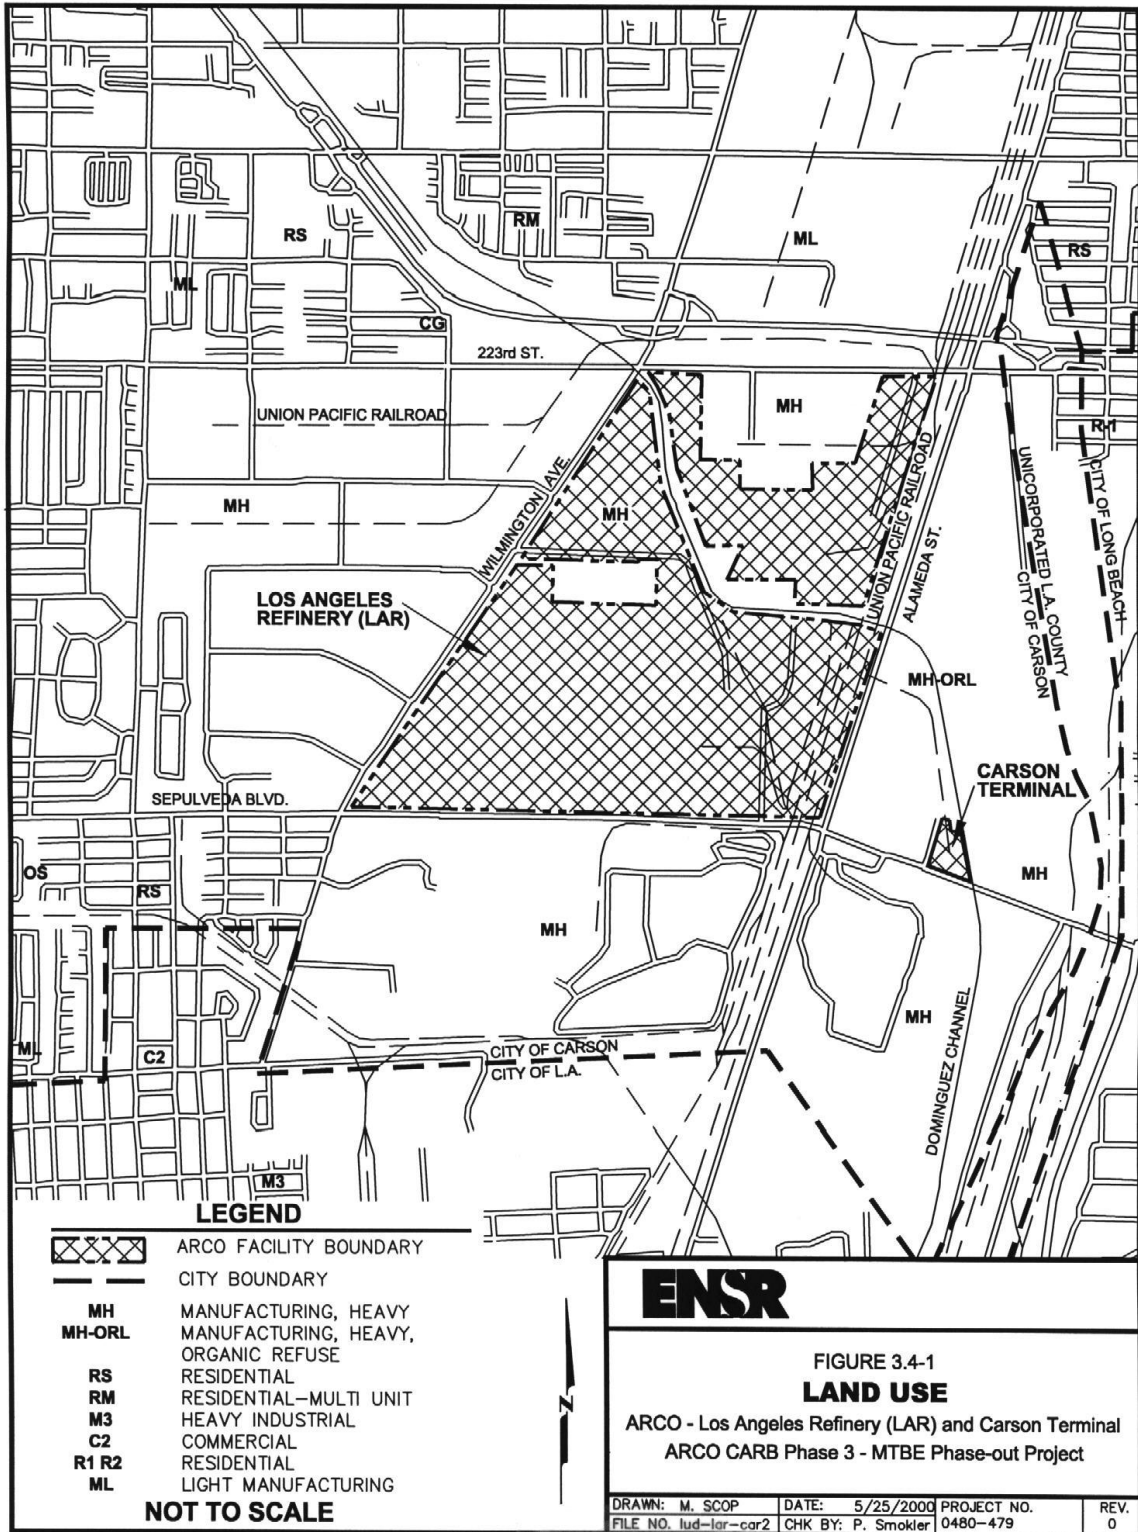 RS
RM
ML
RS
ML
CG
223rd ST.
MH
UNION PACIFIC RAILROAD
R-1
MH
MH
WILMINGTON AVE.
UNION PACIFIC RAILROAD
ALAMEDA ST.
UNICORPORATED L.A. COUNTY
CITY OF CARSON
CITY OF LONG BEACH
LOS ANGELES
REFINERY (LAR)
MH-ORL
CARSON
TERMINAL
SEPULVEDA BLVD.
OS
RS
MH
MH
MH
DOMINGUEZ CHANNEL
ML
C2
CITY OF CARSON
CITY OF L.A.
M3
LEGEND
ARCO FACILITY BOUNDARY
CITY BOUNDARY
MH MANUFACTURING, HEAVY
MH-ORL MANUFACTURING, HEAVY,
ORGANIC REFUSE
RS RESIDENTIAL
RM RESIDENTIAL-MULTI UNIT
M3 HEAVY INDUSTRIAL
C2 COMMERCIAL
R1 R2 RESIDENTIAL
ML LIGHT MANUFACTURING
NOT TO SCALE
N
ENSR
FIGURE 3.4-1
LAND USE
ARCO - Los Angeles Refinery (LAR) and Carson Terminal
ARCO CARB Phase 3 - MTBE Phase-out Project
DRAWN: M. SCOP DATE: 5/25/2000 PROJECT NO. REV.
FILE NO. lud-lar-car2 CHK BY: P. Smokler 0480-479 0